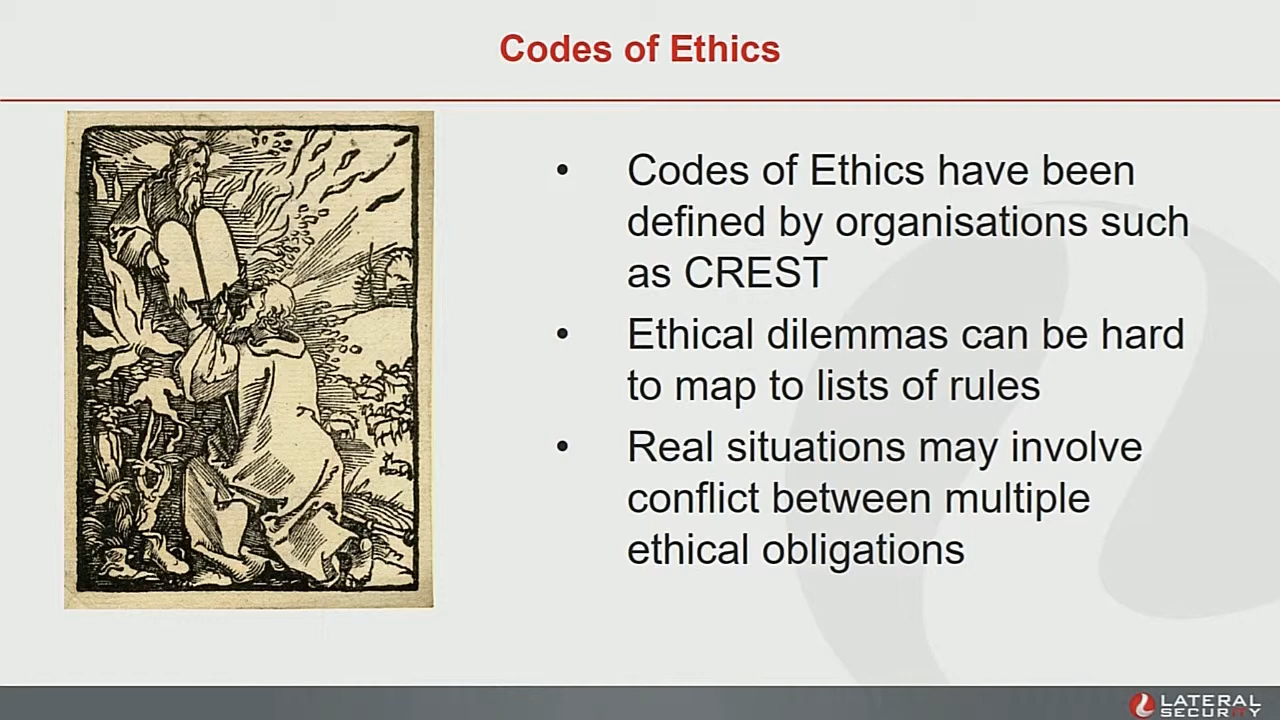 Codes of Ethics
• Codes of Ethics have been
defined by organisations such
as CREST
• Ethical dilemmas can be hard
to map to lists of rules
• Real situations may involve
conflict between multiple
ethical obligations
LATERAL
SECURITY